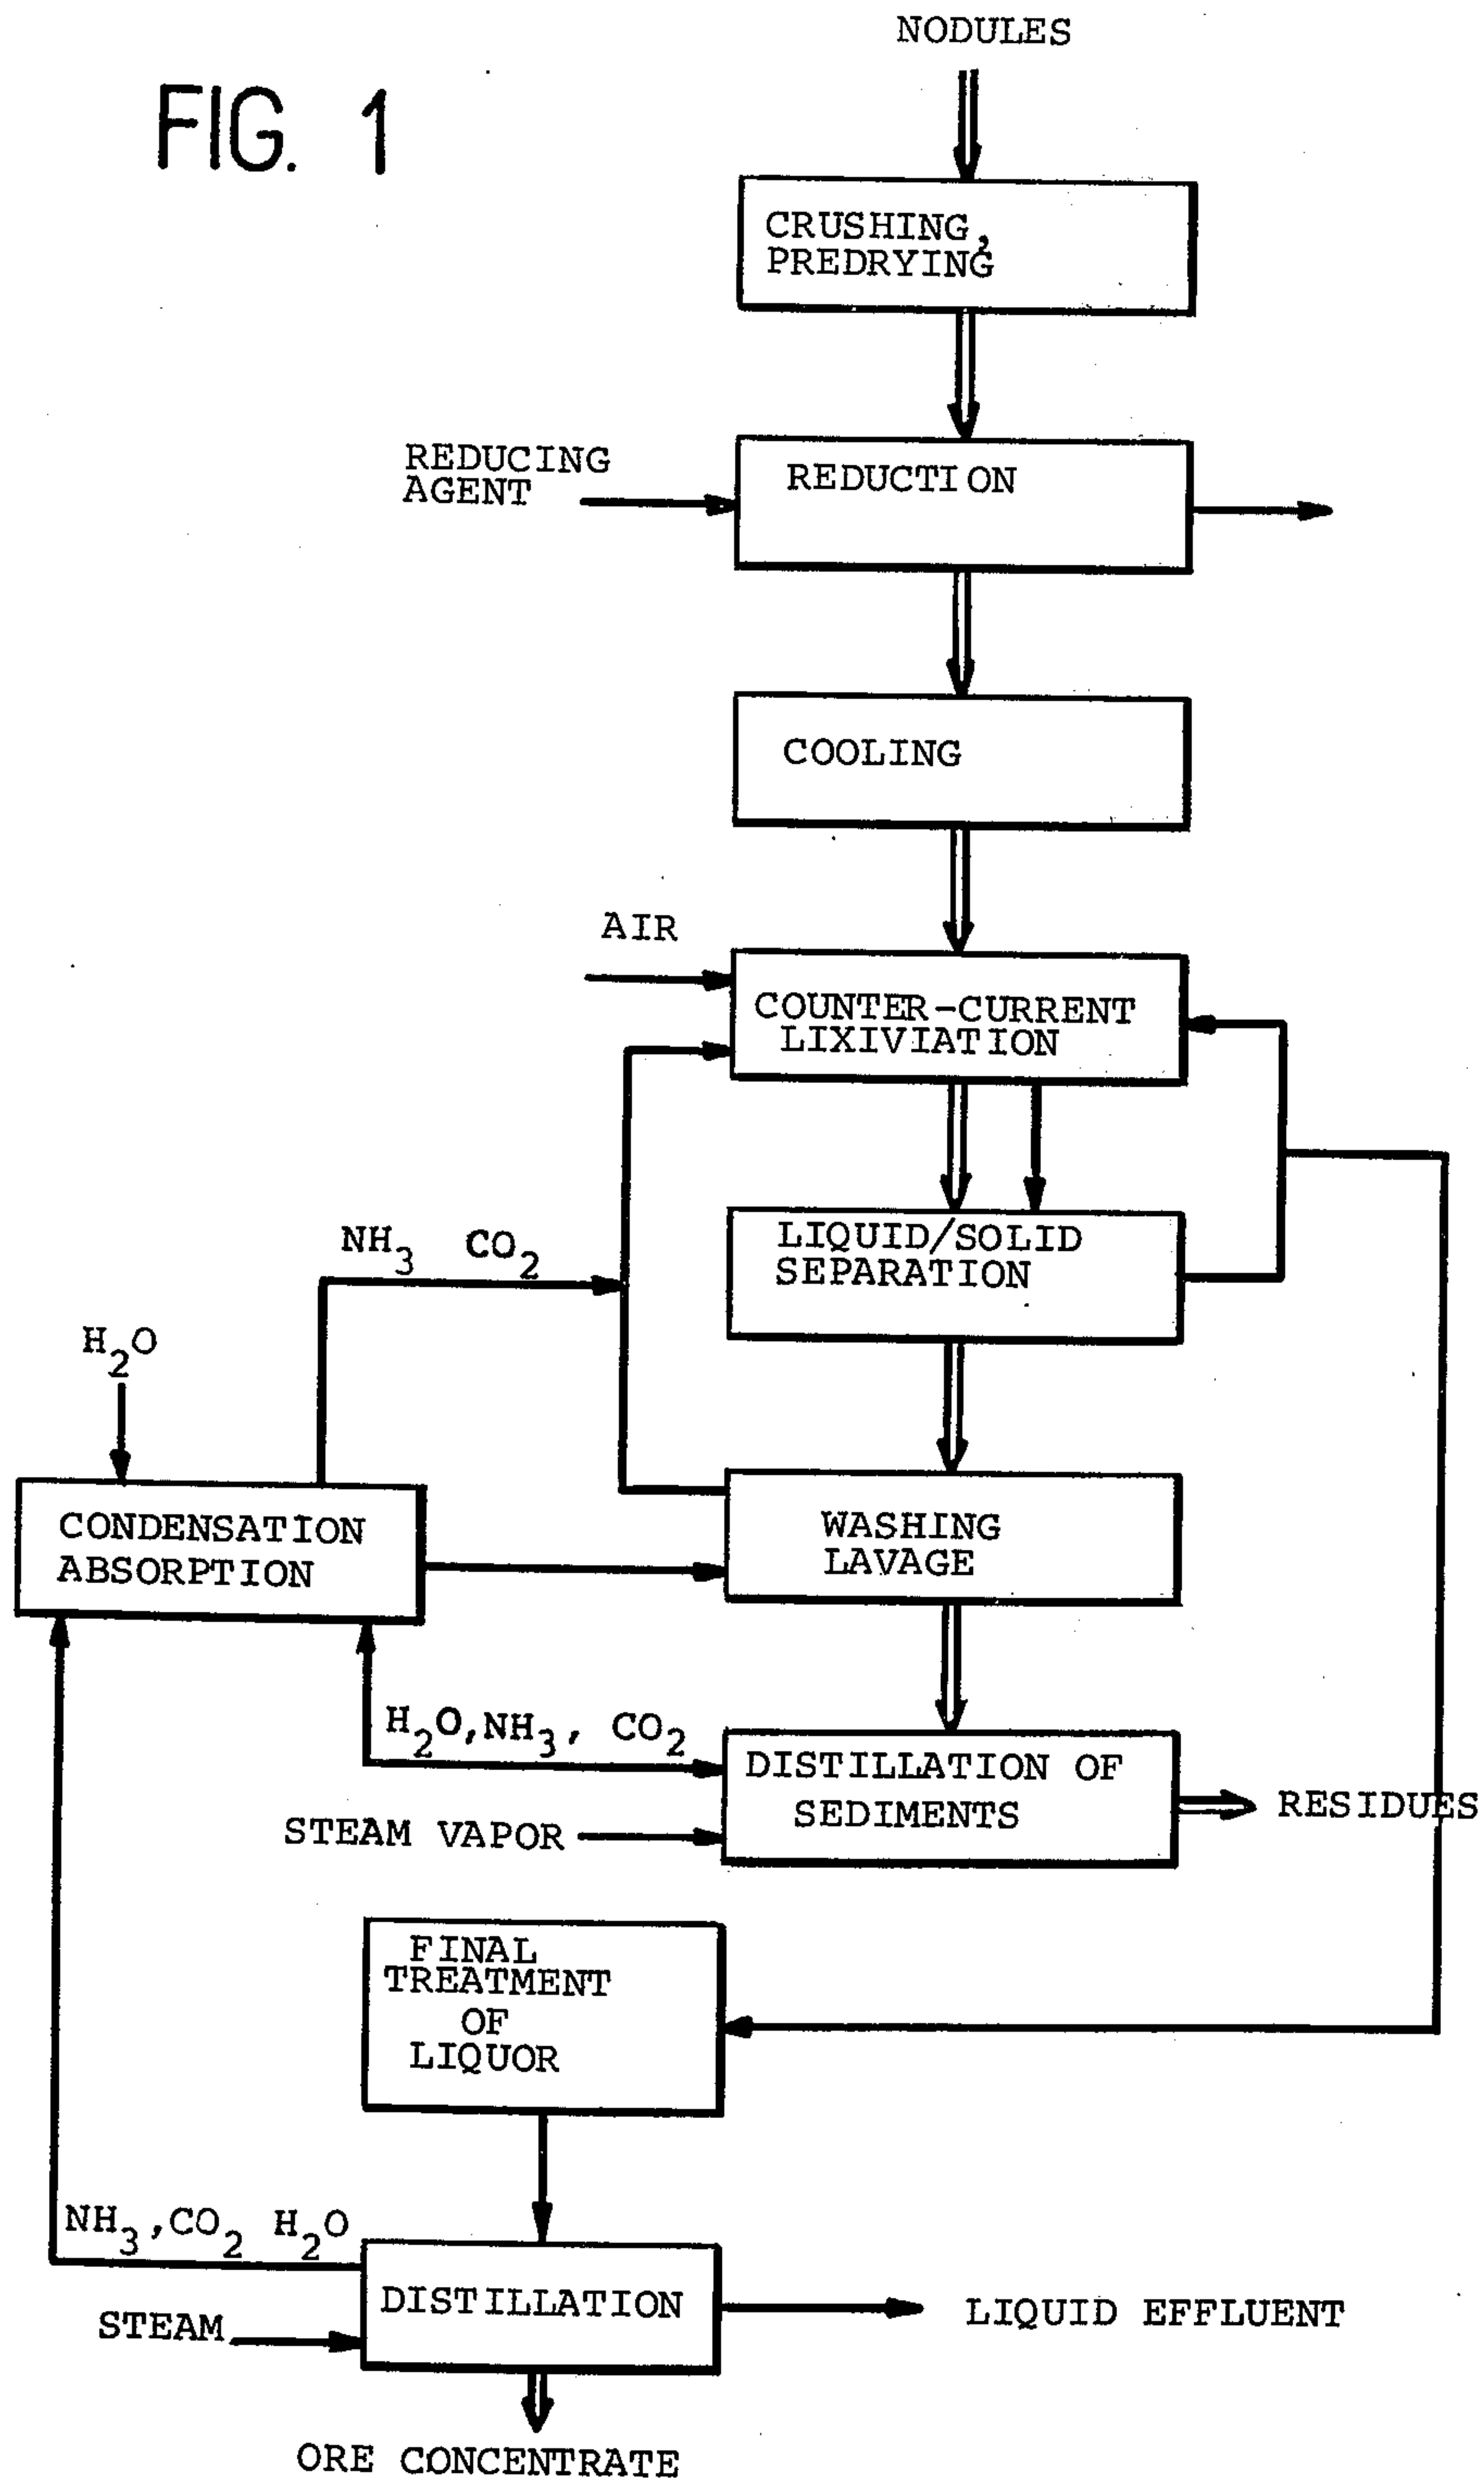 NODULES
FIG. 1
CRUSHING,
PREDRYING
REDUCING
AGENT
REDUCTION
COOLING
AIR
COUNTER-CURRENT
LIXIVIATION
LIQUID/SOLID
SEPARATION
NH3 CO2
H2O
CONDENSATION
ABSORPTION
WASHING
LAVAGE
H2O, NH3, CO2
DISTILLATION OF
SEDIMENTS
RESIDUES
STEAM VAPOR
FINAL
TREATMENT
OF
LIQUOR
NH3, CO2 H2O
DISTILLATION
STEAM
LIQUID EFFLUENT
ORE CONCENTRATE